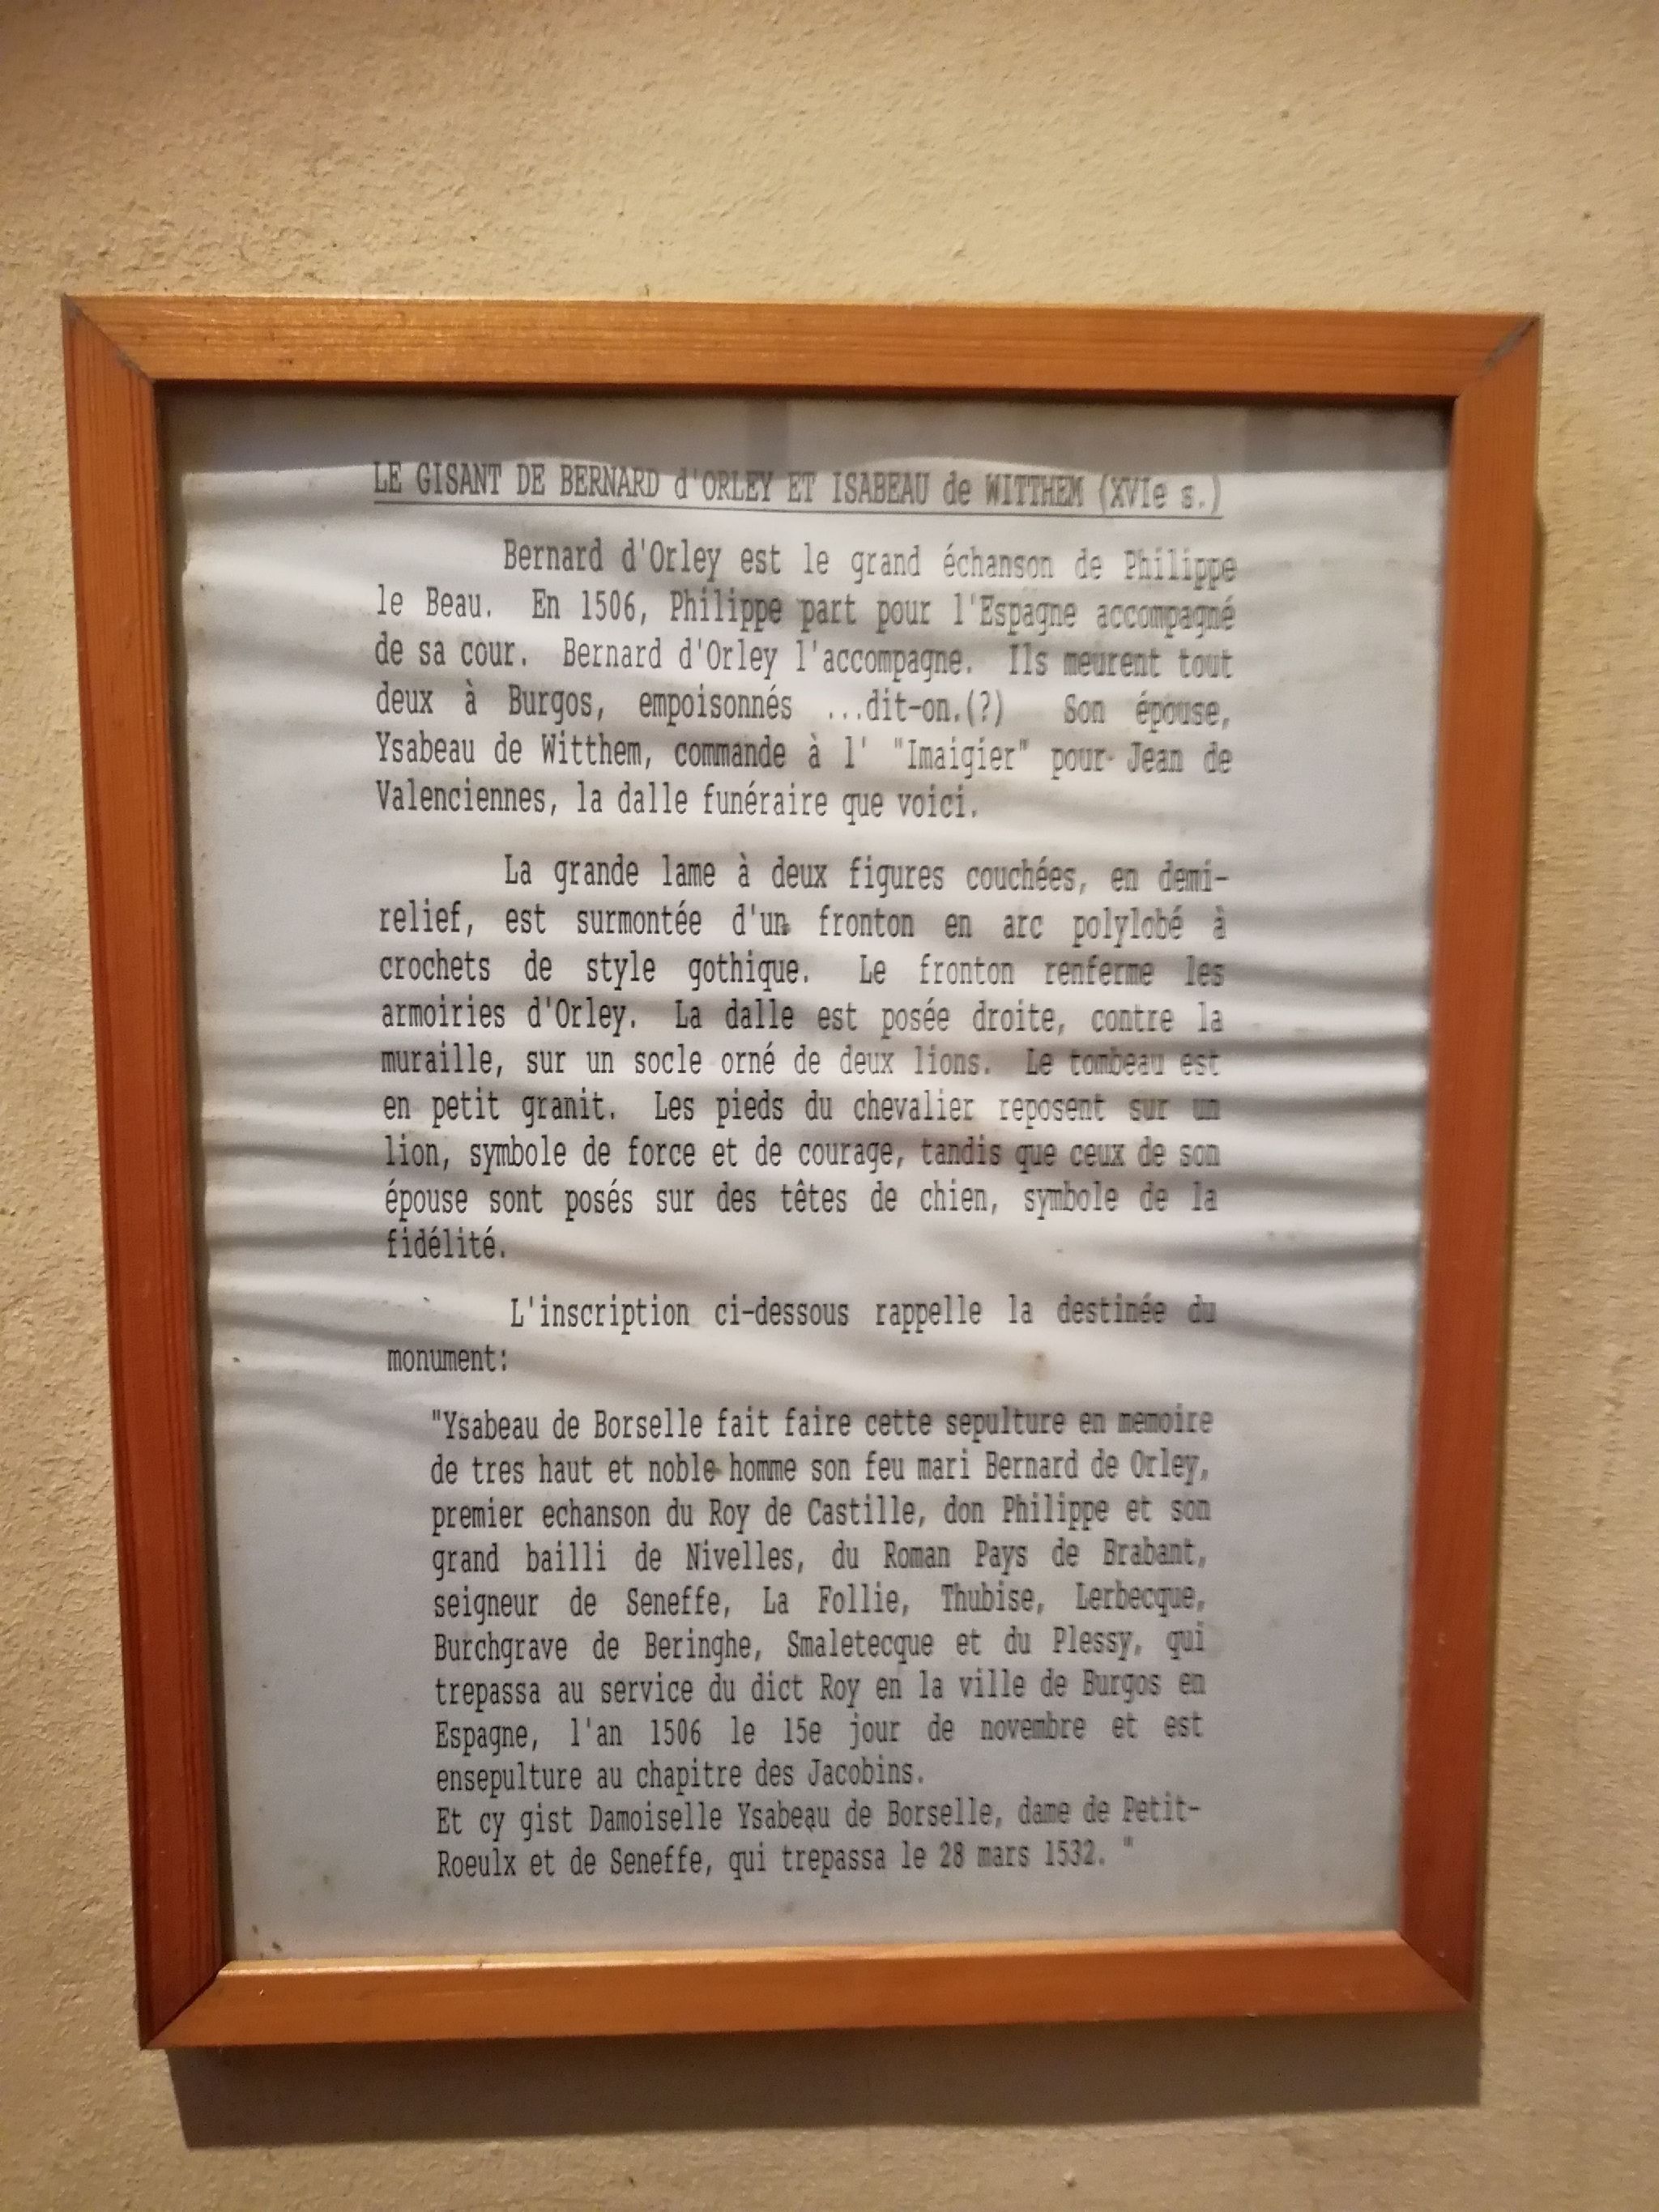 LE GISANT DE BERNARD d'ORLEY ET ISABEAU de WITTHEM (XVIe s.)
Bernard d'Orley est le grand échanson de Philippe
le Beau. En 1506, Philippe part pour l'Espagne accompagné
de sa cour. Bernard d'Orley l'accompagne. Ils meurent tout
deux à Burgos, empoisonnés ...dit-on.(?) Son épouse,
Ysabeau de Witthem, commande à l' "Imaigier" pour Jean de
Valenciennes, la dalle funéraire que voici.
La grande lame à deux figures couchées, en demi-
relief, est surmontée d'un fronton en arc polylobé à
crochets de style gothique. Le fronton renferme les
armoiries d'Orley. La dalle est posée droite, contre la
muraille, sur un socle orné de deux lions. Le tombeau est
en petit granit. Les pieds du chevalier reposent sur un
lion, symbole de force et de courage, tandis que ceux de son
épouse sont posés sur des têtes de chien, symbole de la
fidélité.
L'inscription ci-dessous rappelle la destinée du
monument:
"Ysabeau de Borselle fait faire cette sepulture en memoire
de tres haut et noble homme son feu mari Bernard de Orley,
premier echanson du Roy de Castille, don Philippe et son
grand bailli de Nivelles, du Roman Pays de Brabant,
seigneur de Seneffe, La Follie, Thubise, Lerbecque,
Burchgrave de Beringhe, Smaletecque et du Plessy, qui
trepassa au service du dict Roy en la ville de Burgos en
Espagne, l'an 1506 le 15e jour de novembre et est
ensepulture au chapitre des Jacobins.
Et cy gist Damoiselle Ysabeau de Borselle, dame de Petit-
Roeulx et de Seneffe, qui trepassa le 28 mars 1532. "